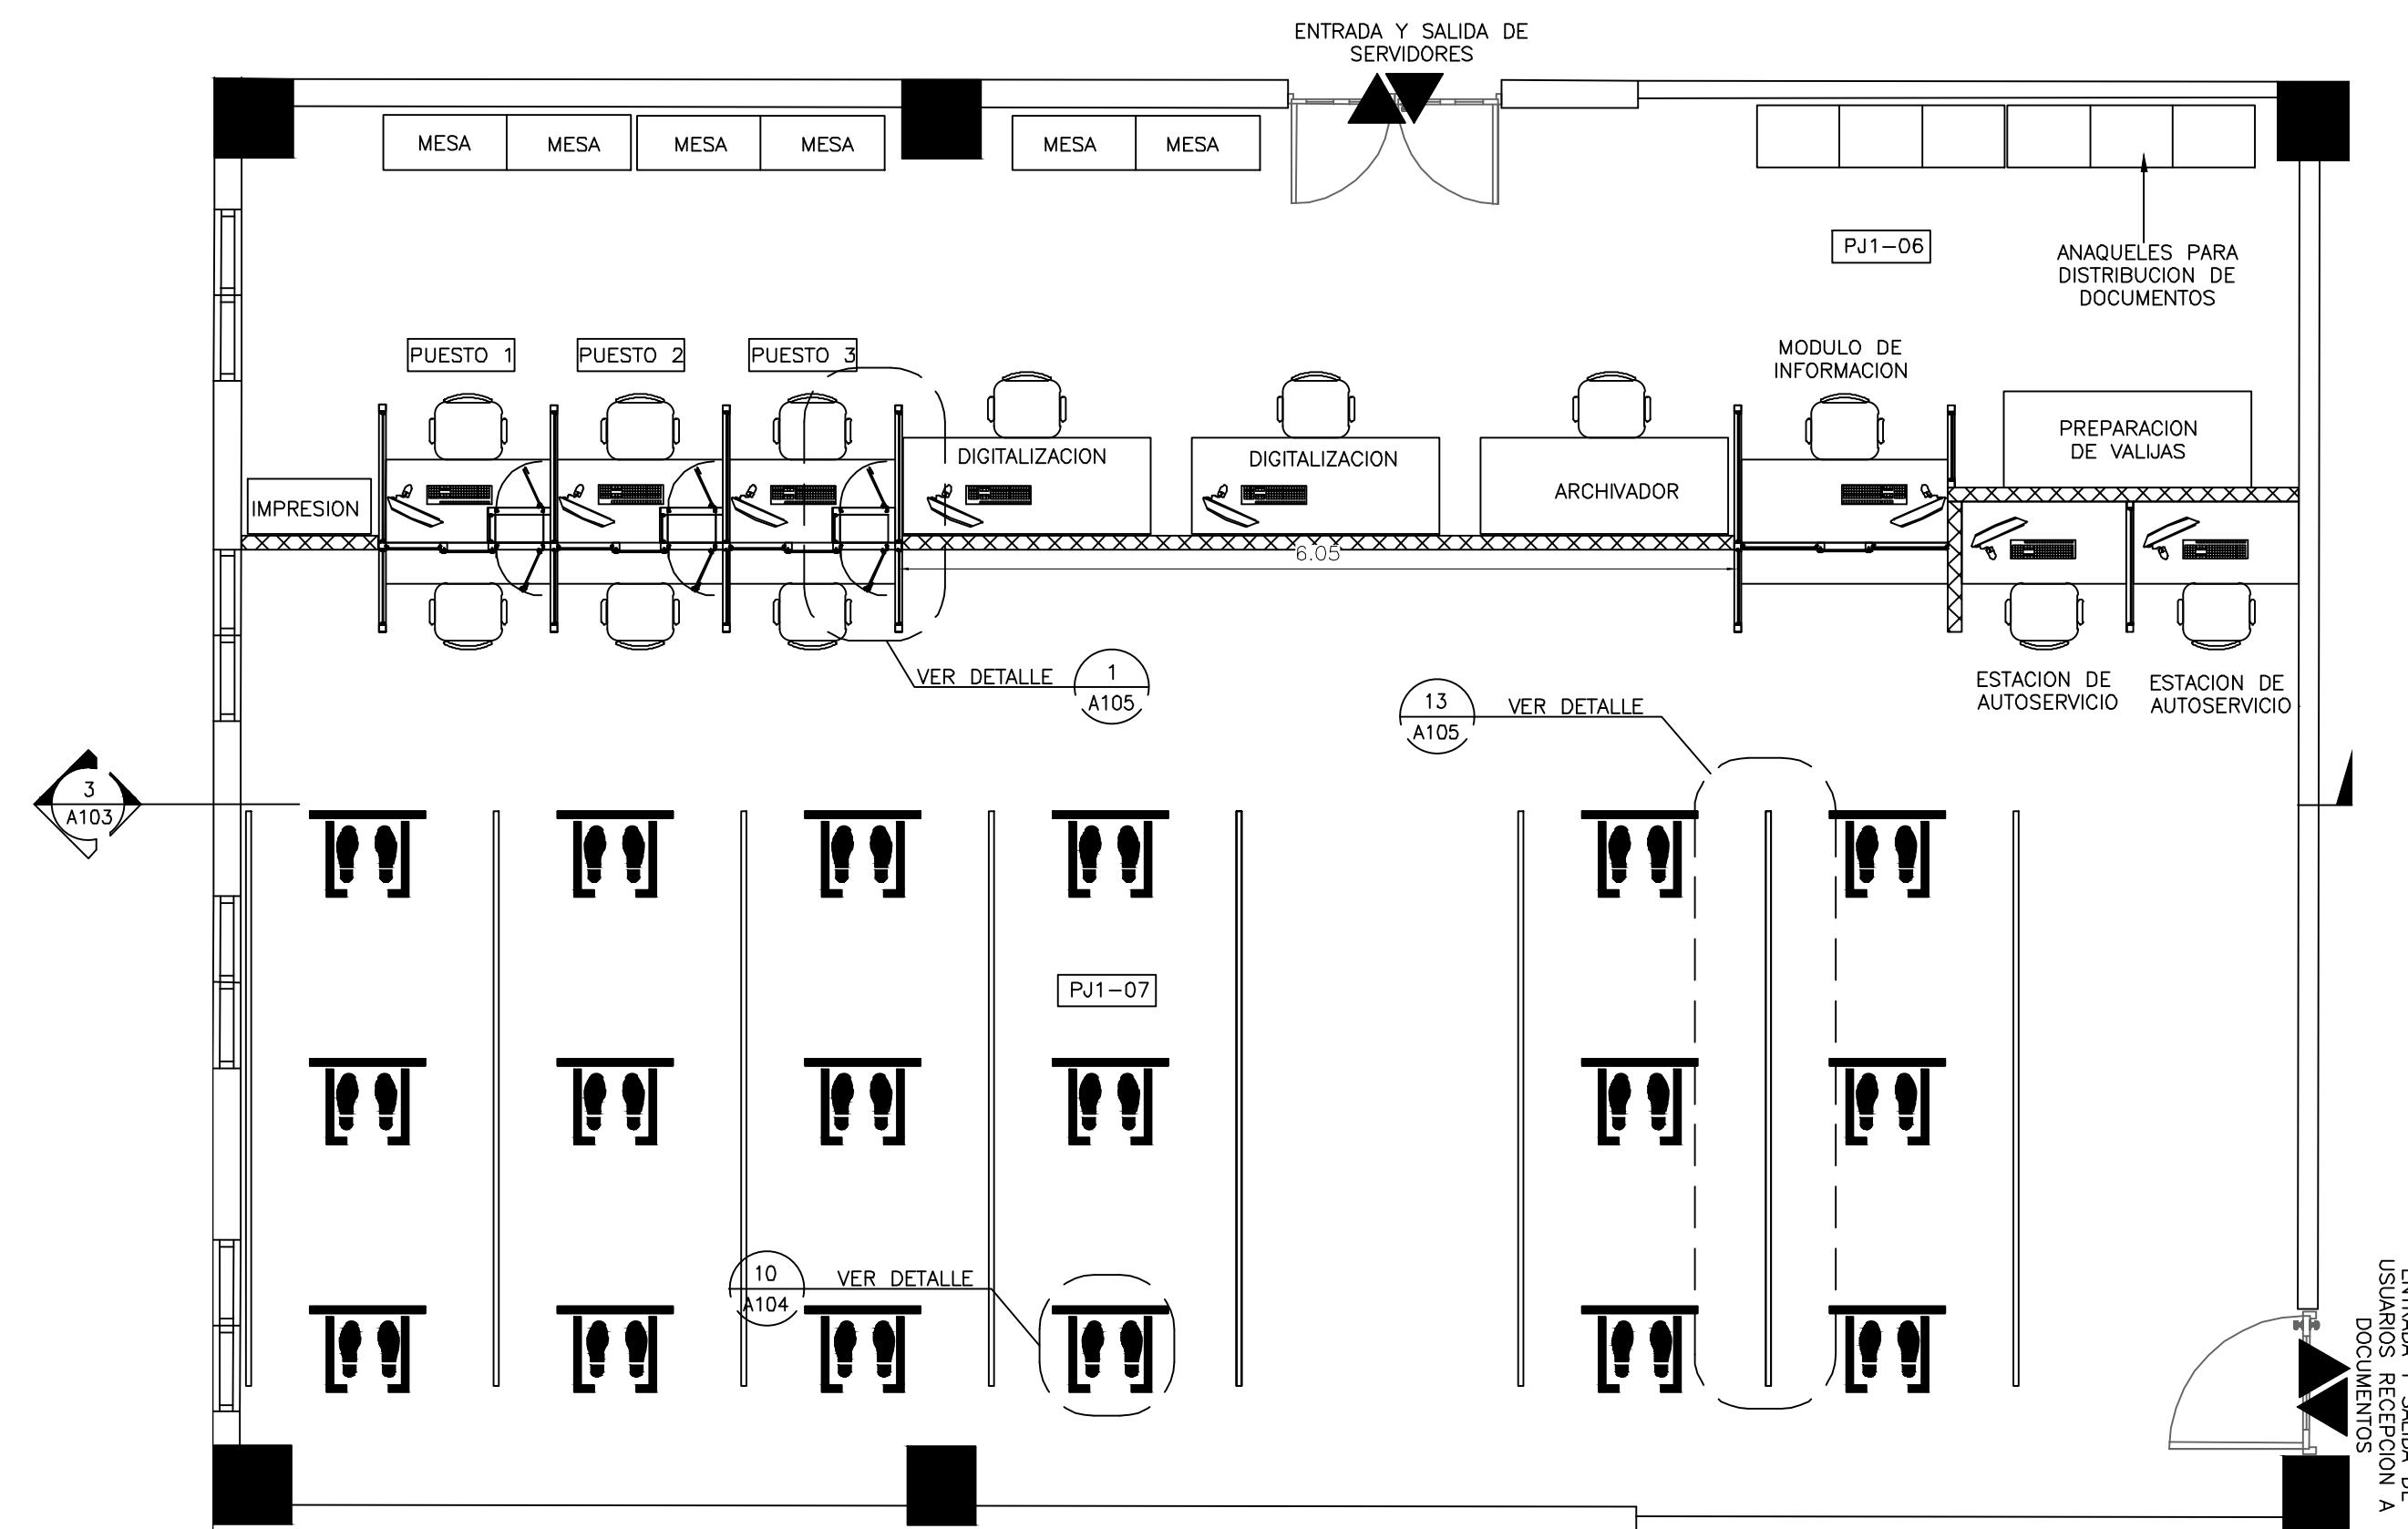 ENTRADA Y SALIDA DE
SERVIDORES
MESA
MESA
MESA
MESA
MESA
MESA
PJ1-06
ANAQUELES PARA
DISTRIBUCION DE
DOCUMENTOS
PUESTO 1
PUESTO 2
PUESTO 3
MODULO DE
INFORMACION
PREPARACION
DE VALIJAS
DIGITALIZACION
DIGITALIZACION
ARCHIVADOR
IMPRESION
6.05
VER DETALLE
1
A105
13
A105
VER DETALLE
ESTACION DE
AUTOSERVICIO
ESTACION DE
AUTOSERVICIO
3
A103
PJ1-07
10
A104
VER DETALLE
ENTRADA Y SALIDA DE
USUARIOS RECEPCION A
DOCUMENTOS